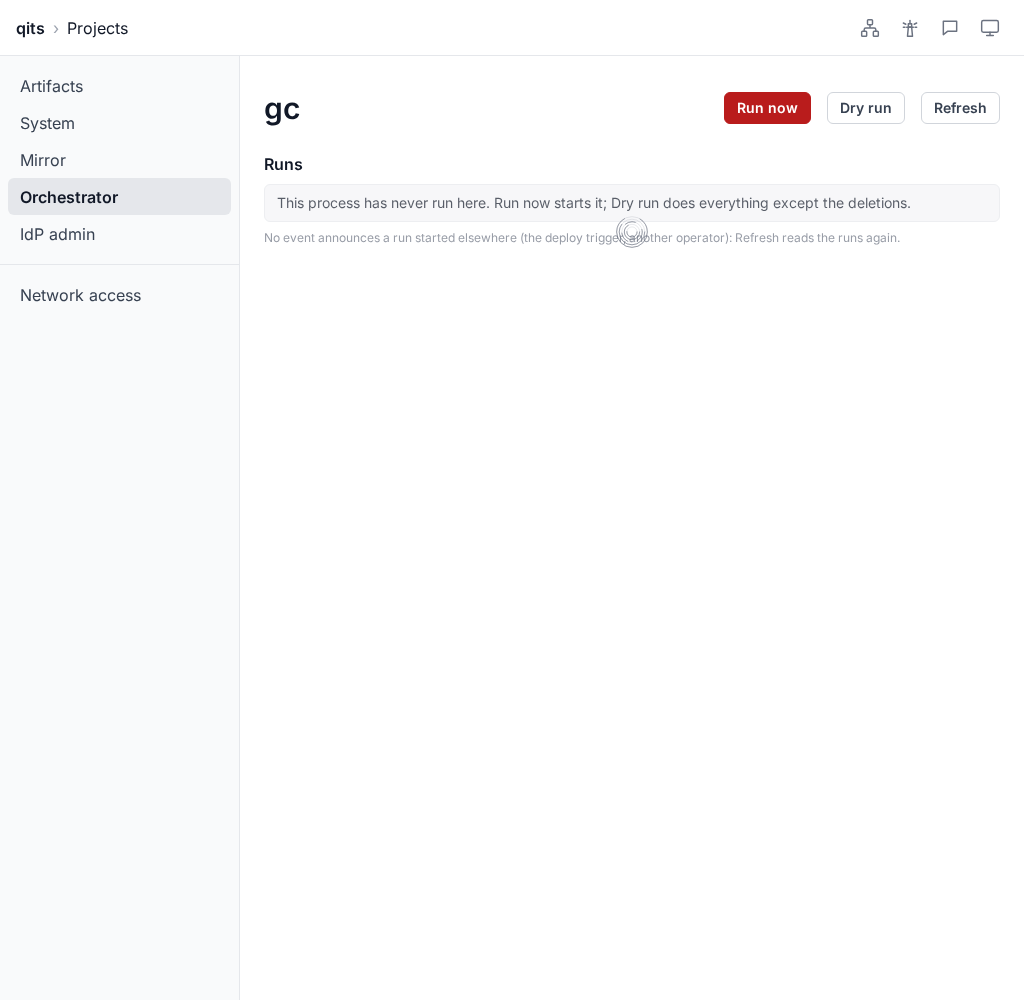 qits › Projects
Artifacts
System
Mirror
Orchestrator
IdP admin
Network access
gc
Run now
Dry run
Refresh
Runs
This process has never run here. Run now starts it; Dry run does everything except the deletions.
No event announces a run started elsewhere (the deploy trigger, another operator): Refresh reads the runs again.